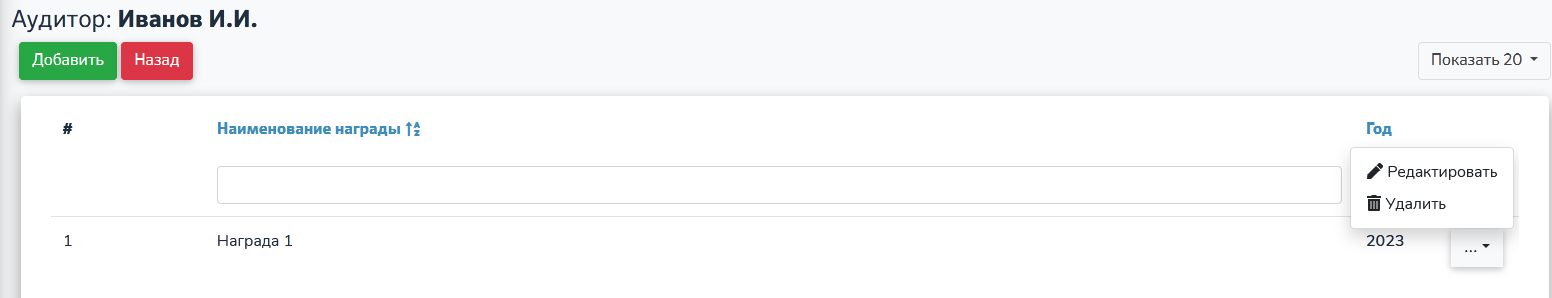 Аудитор: Иванов И.И.
Добавить Назад Показать 20
# Наименование награды Год
Редактировать
Удалить
1 Награда 1 2023 ...